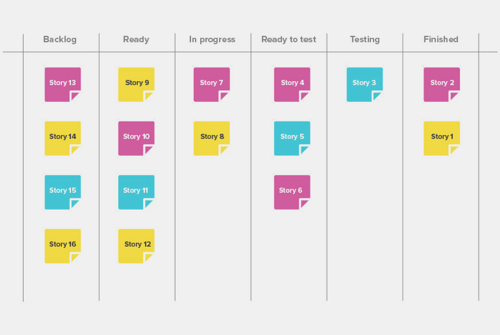 Backlog
Ready
In progress
Ready to test
Testing
Finished
Story 13
Story 9
Story 7
Story 4
Story 3
Story 2
Story 14
Story 10
Story 8
Story 5
Story 1
Story 15
Story 11
Story 6
Story 16
Story 12